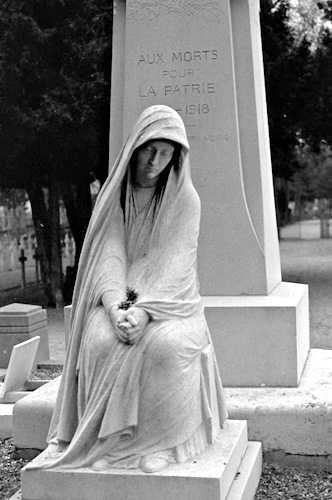 AUX MORTS
POUR
LA PATRIE
- 1918